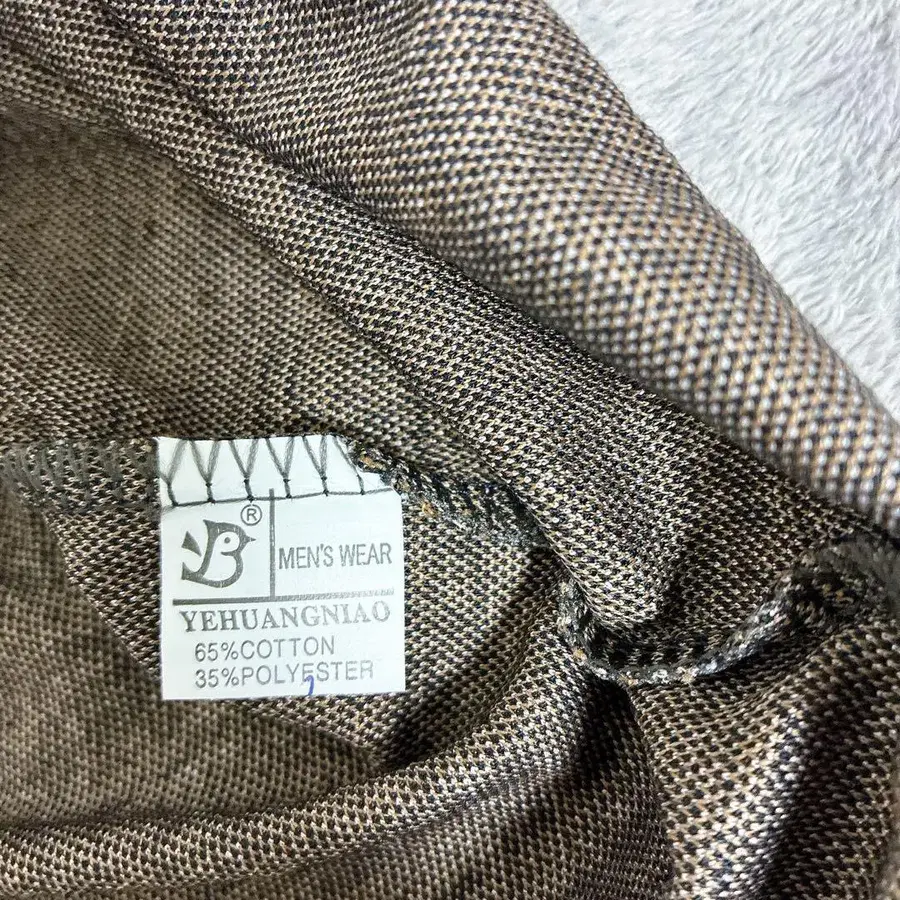 ®
MEN'S WEAR
YEHUANGNIAO
65%COTTON
35%POLYESTER